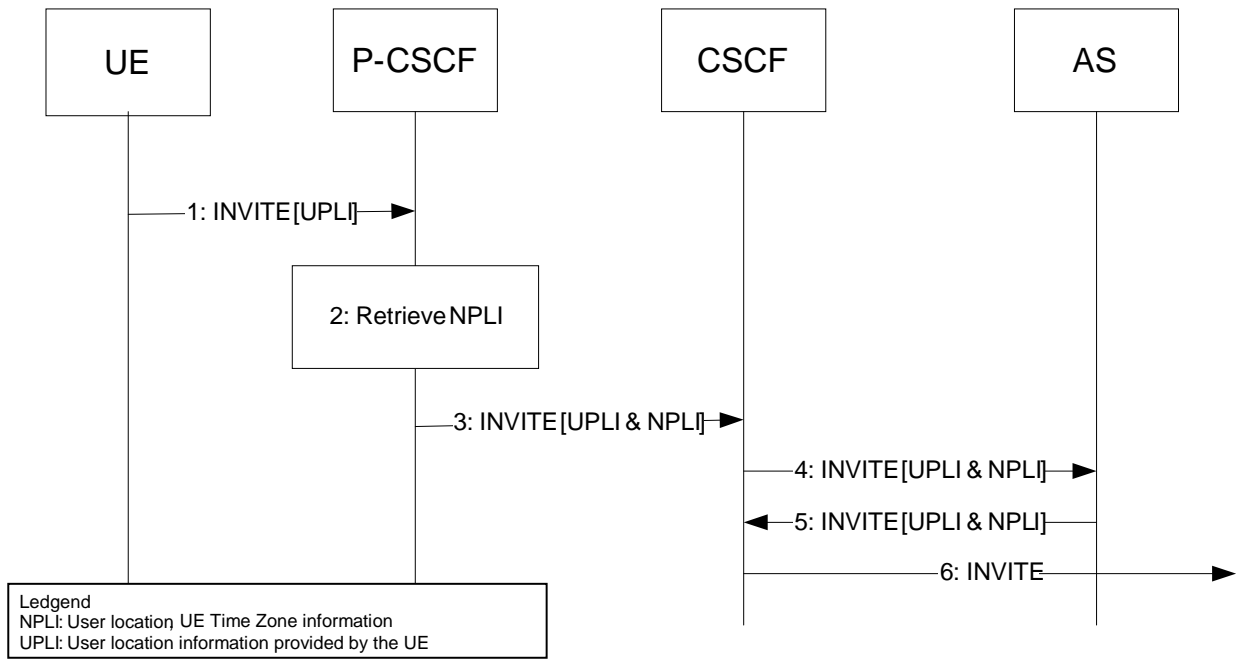 UE
P-CSCF
CSCF
AS
1: INVITE [UPLI]
2: Retrieve NPLI
3: INVITE [UPLI & NPLI]
4: INVITE [UPLI & NPLI]
5: INVITE [UPLI & NPLI]
6: INVITE
Ledgend
NPLI: User location, UE Time Zone information
UPLI: User location information provided by the UE